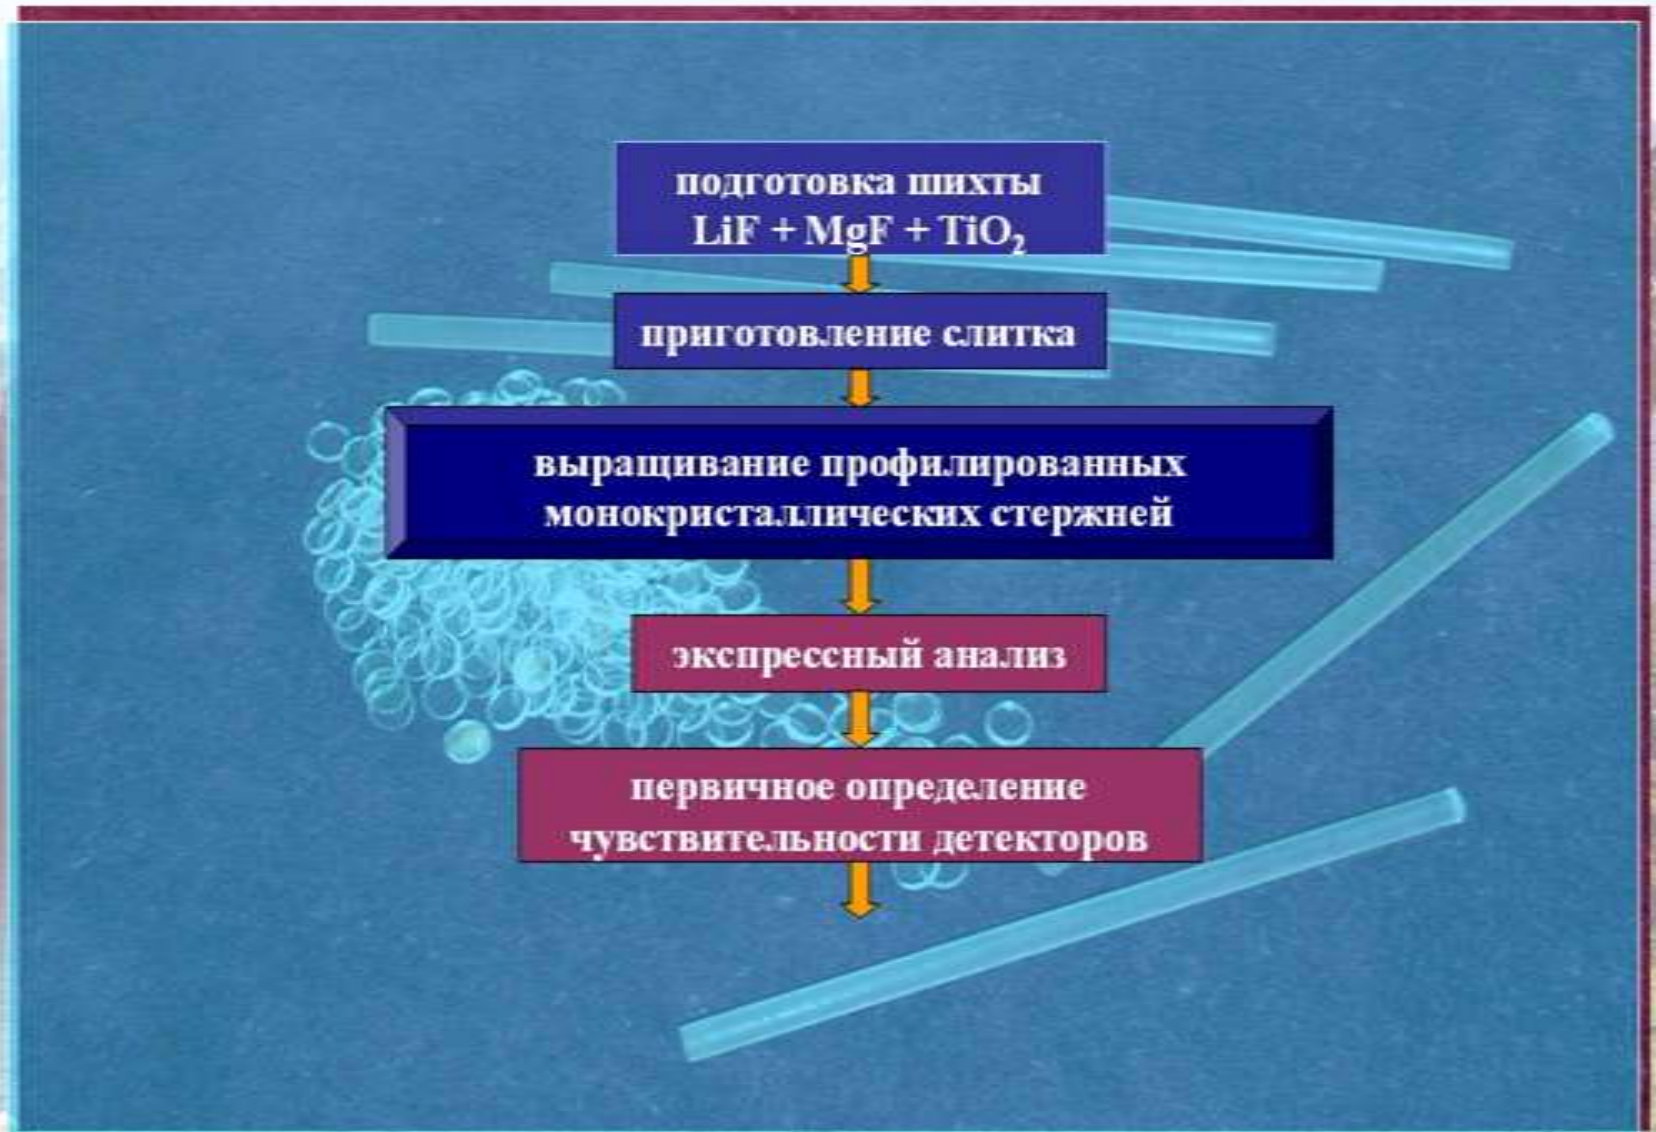 подготовка шихты
LiF + MgF + TiO₂
приготовление слитка
выращивание профилированных
монокристаллических стержней
экспрессный анализ
первичное определение
чувствительности детекторов